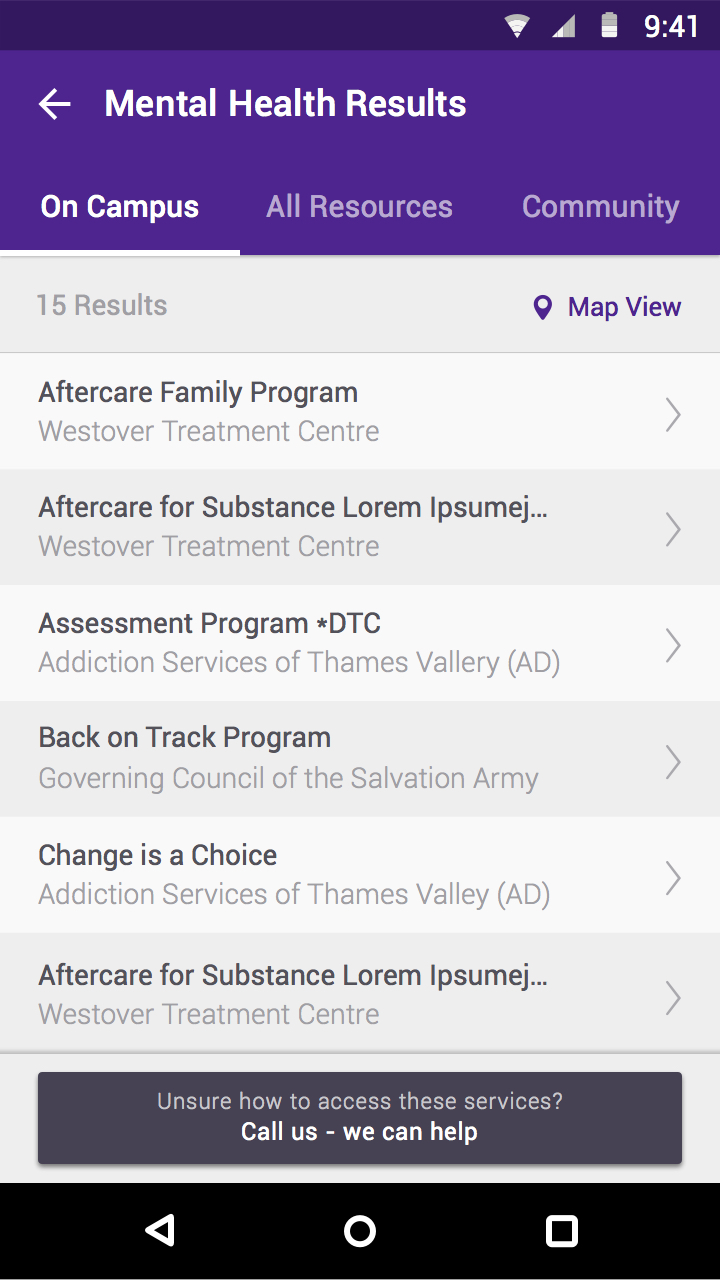 9:41
Mental Health Results
On Campus All Resources Community
15 Results Map View
Aftercare Family Program
Westover Treatment Centre
Aftercare for Substance Lorem Ipsumej...
Westover Treatment Centre
Assessment Program *DTC
Addiction Services of Thames Vallery (AD)
Back on Track Program
Governing Council of the Salvation Army
Change is a Choice
Addiction Services of Thames Valley (AD)
Aftercare for Substance Lorem Ipsumej...
Westover Treatment Centre
Unsure how to access these services?
Call us - we can help